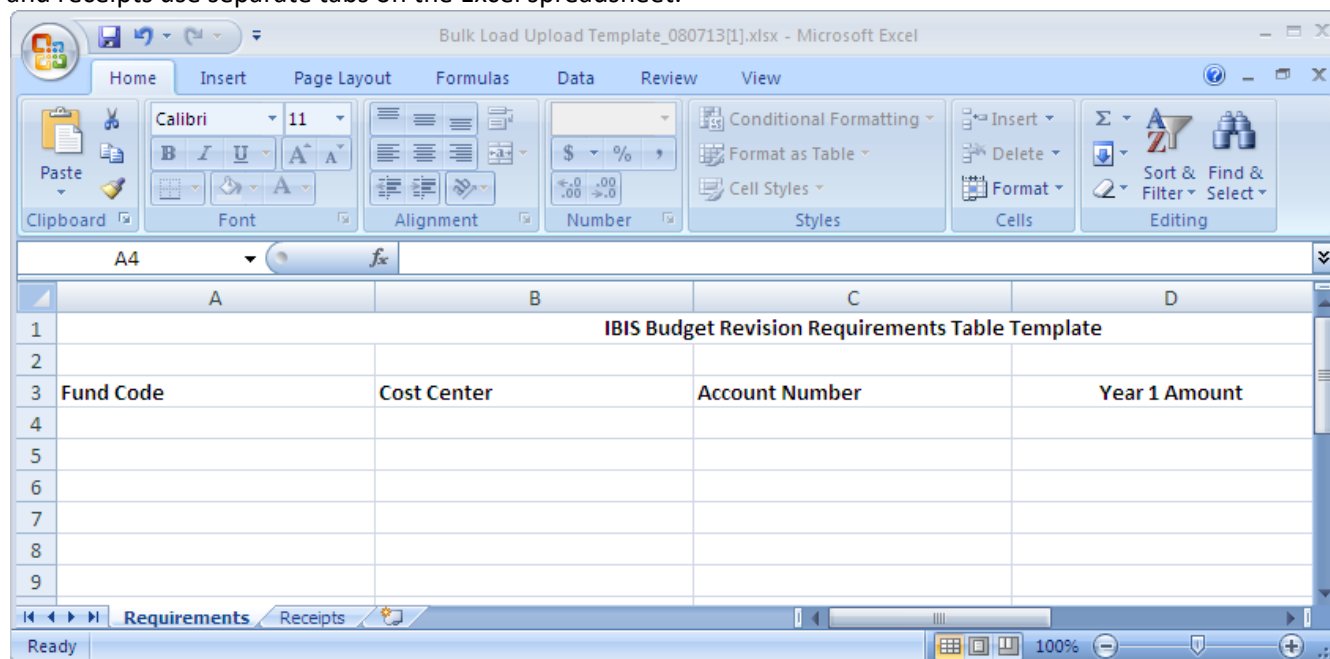 and receipts use separate tabs on the Excel spreadsheet.
Bulk Load Upload Template_080713[1].xlsx - Microsoft Excel
Home Insert Page Layout Formulas Data Review View
Calibri 11 Conditional Formatting Insert Σ
B I U A A $ % , Format as Table Delete
Paste A .00 .00 Cell Styles Format Sort & Filter Find & Select
Clipboard Font Alignment Number Styles Cells Editing
A4 fx
A B C D
1 IBIS Budget Revision Requirements Table Template
2
3 Fund Code Cost Center Account Number Year 1 Amount
4
5
6
7
8
9
Requirements Receipts
Ready 100%